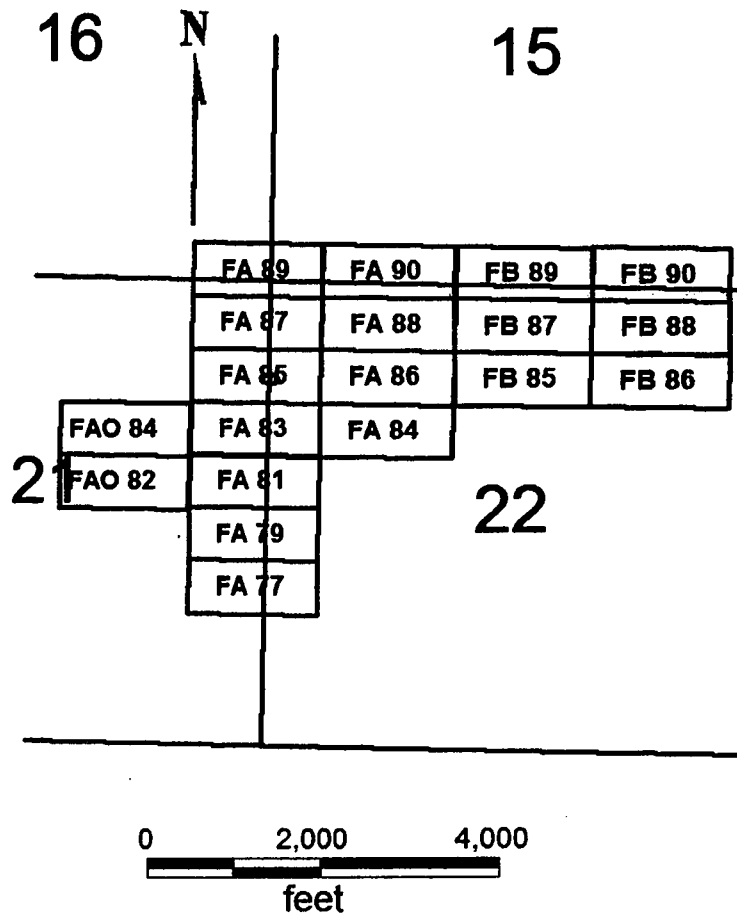 16 N 15
FA 89 FA 90 FB 89 FB 90
FA 87 FA 88 FB 87 FB 88
FA 85 FA 86 FB 85 FB 86
FAO 84 FA 83 FA 84
21 FAO 82 FA 81 22
FA 79
FA 77
0 2,000 4,000
feet